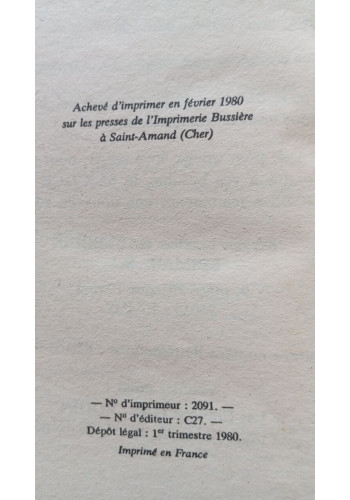 Achevé d'imprimer en février 1980
sur les presses de l'Imprimerie Bussière
à Saint-Amand (Cher)
— Nº d'imprimeur : 2091. —
— Nº d'éditeur : C27. —
Dépôt légal : 1er trimestre 1980.
Imprimé en France